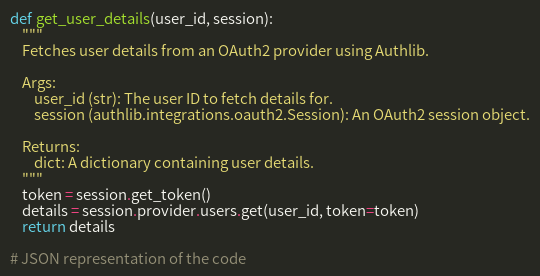 def get_user_details(user_id, session):
    """
    Fetches user details from an OAuth2 provider using Authlib.

    Args:
        user_id (str): The user ID to fetch details for.
        session (authlib.integrations.oauth2.Session): An OAuth2 session object.

    Returns:
        dict: A dictionary containing user details.
    """
    token = session.get_token()
    details = session.provider.users.get(user_id, token=token)
    return details

# JSON representation of the code